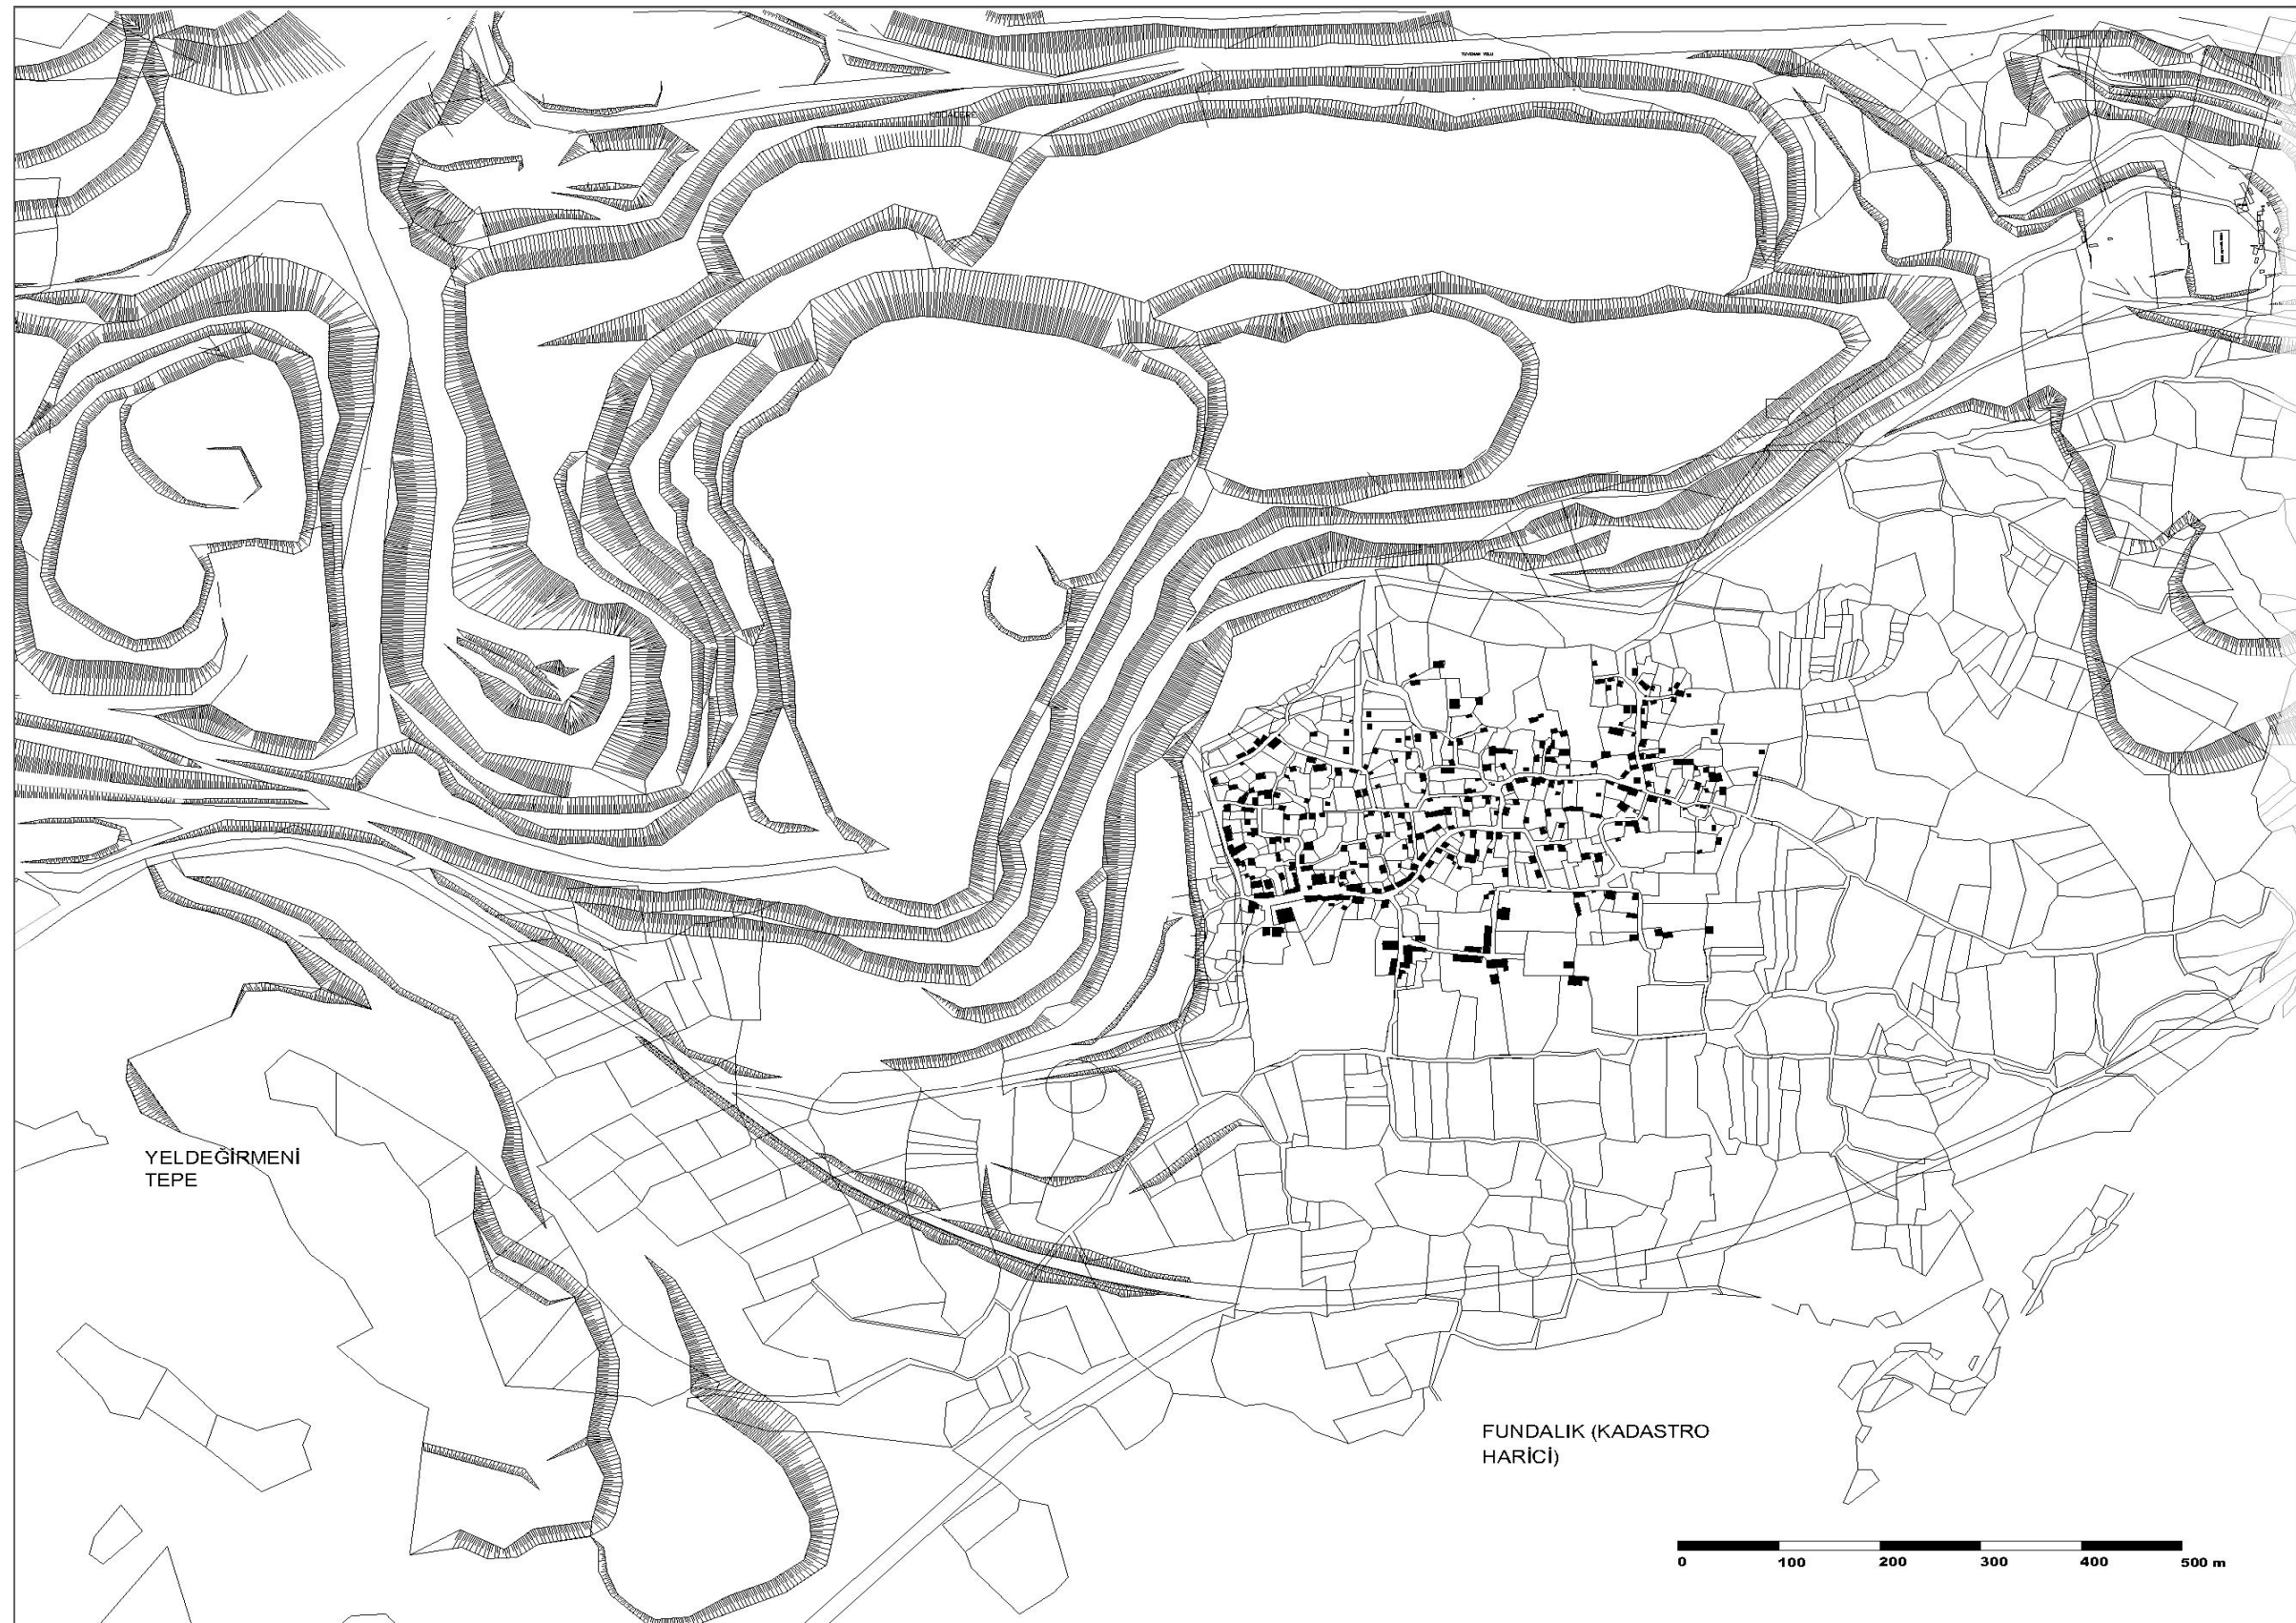 YELDEĞİRMENİ
TEPE
FUNDALIK (KADASTRO
HARİCİ)
0 100 200 300 400 500 m